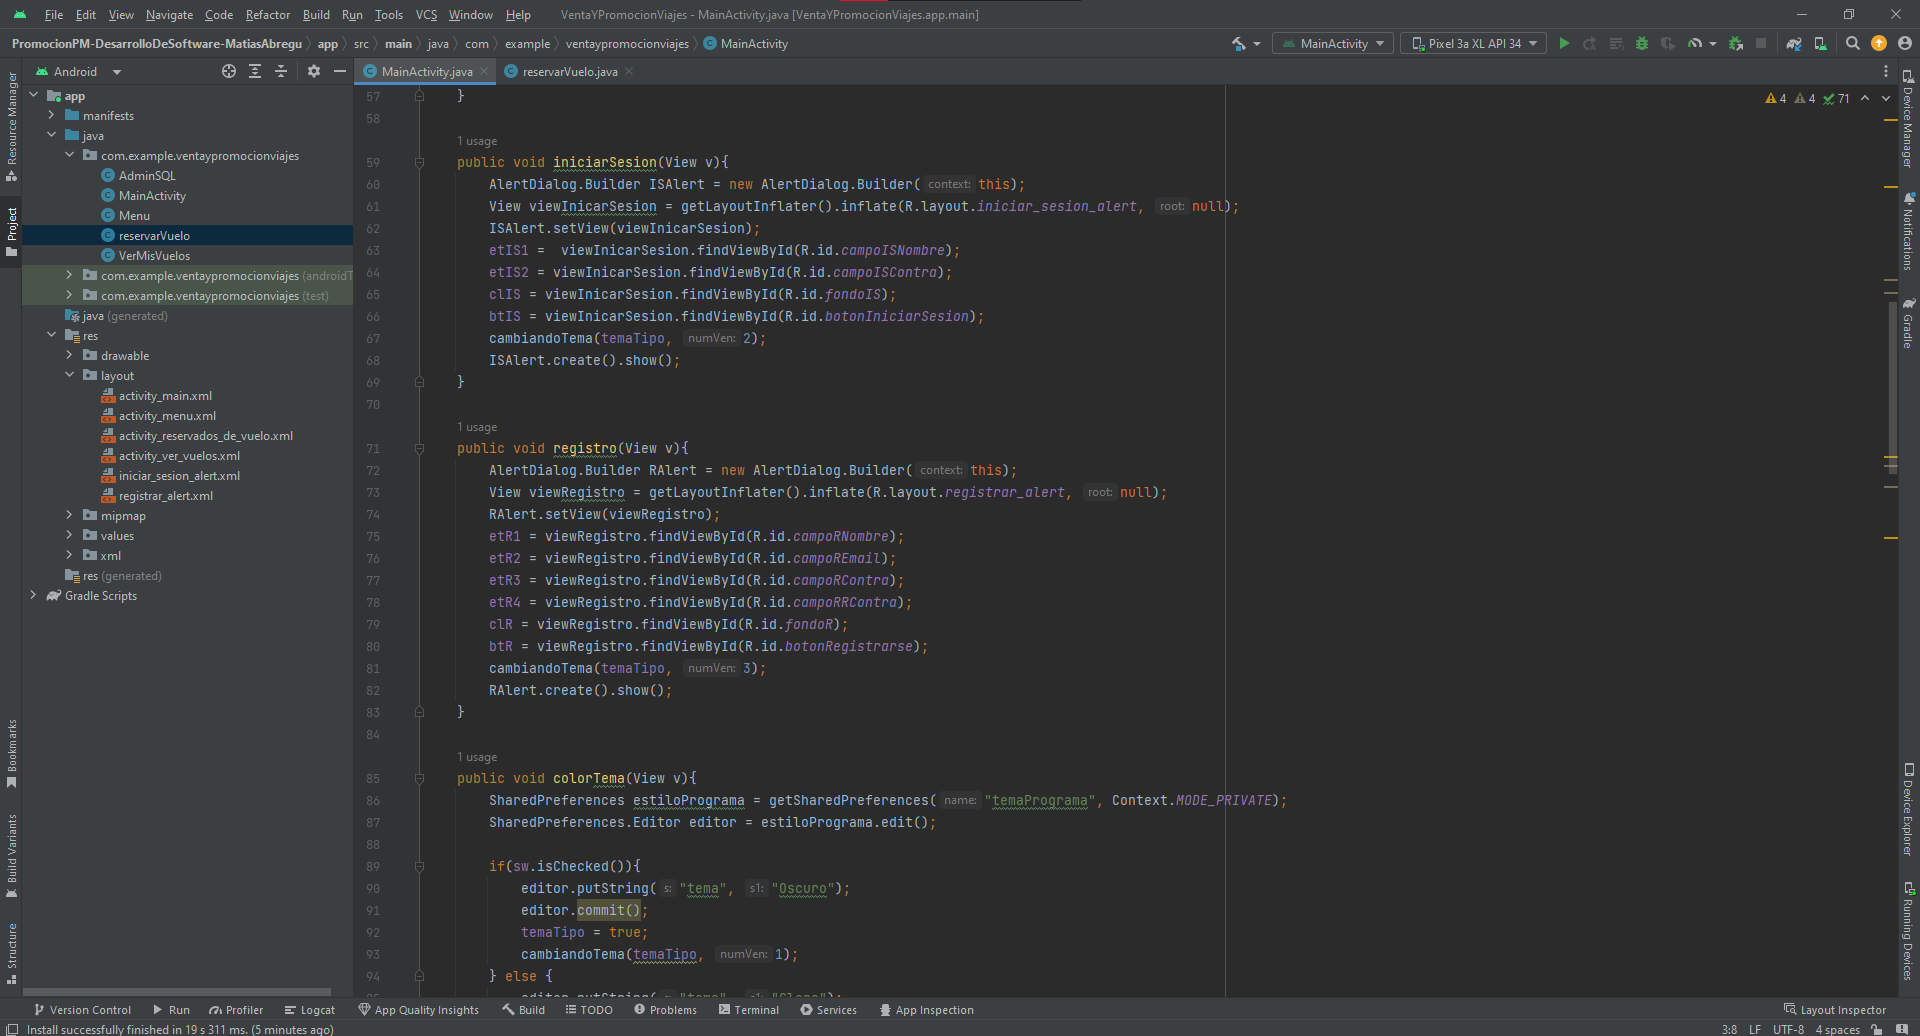 File Edit View Navigate Code Refactor Build Run Tools VCS Window Help VentaYPromocionViajes - MainActivity.java [VentaYPromocionViajes.app.main]
PromocionPM-DesarrolloDeSoftware-MatiasAbregu app src main java com example ventaypromocionviajes MainActivity MainActivity Pixel 3a XL API 34
Android
MainActivity.java reservarVuelo.java
Resource Manager
Project
Bookmarks
Build Variants
Structure
app
manifests
java
com.example.ventaypromocionviajes
AdminSQL
MainActivity
Menu
reservarVuelo
VerMisVuelos
com.example.ventaypromocionviajes (androidT
com.example.ventaypromocionviajes (test)
java (generated)
res
drawable
layout
activity_main.xml
activity_menu.xml
activity_reservados_de_vuelo.xml
activity_ver_vuelos.xml
iniciar_sesion_alert.xml
registrar_alert.xml
mipmap
values
xml
res (generated)
Gradle Scripts
4 4 71
57 }
58
1 usage
59 public void iniciarSesion(View v){
60 AlertDialog.Builder ISAlert = new AlertDialog.Builder( context: this);
61 View viewInicarSesion = getLayoutInflater().inflate(R.layout.iniciar_sesion_alert, root: null);
62 ISAlert.setView(viewInicarSesion);
63 etIS1 =  viewInicarSesion.findViewById(R.id.campoISNombre);
64 etIS2 = viewInicarSesion.findViewById(R.id.campoISContra);
65 clIS = viewInicarSesion.findViewById(R.id.fondoIS);
66 btIS = viewInicarSesion.findViewById(R.id.botonIniciarSesion);
67 cambiandoTema(temaTipo, numVen: 2);
68 ISAlert.create().show();
69 }
70
1 usage
71 public void registro(View v){
72 AlertDialog.Builder RAlert = new AlertDialog.Builder( context: this);
73 View viewRegistro = getLayoutInflater().inflate(R.layout.registrar_alert, root: null);
74 RAlert.setView(viewRegistro);
75 etR1 = viewRegistro.findViewById(R.id.campoRNombre);
76 etR2 = viewRegistro.findViewById(R.id.campoREmail);
77 etR3 = viewRegistro.findViewById(R.id.campoRContra);
78 etR4 = viewRegistro.findViewById(R.id.campoRRContra);
79 clR = viewRegistro.findViewById(R.id.fondoR);
80 btR = viewRegistro.findViewById(R.id.botonRegistrarse);
81 cambiandoTema(temaTipo, numVen: 3);
82 RAlert.create().show();
83 }
84
1 usage
85 public void colorTema(View v){
86 SharedPreferences estiloPrograma = getSharedPreferences( name: "temaPrograma", Context.MODE_PRIVATE);
87 SharedPreferences.Editor editor = estiloPrograma.edit();
88
89 if(sw.isChecked()){
90 editor.putString( s: "tema", s1: "Oscuro");
91 editor.commit();
92 temaTipo = true;
93 cambiandoTema(temaTipo, numVen: 1);
94 } else {
95 editor.putString( s: "tema", s1: "Claro");
Device Manager
Notifications
Gradle
Device Explorer
Running Devices
Version Control Run Profiler Logcat App Quality Insights Build TODO Problems Terminal Services App Inspection Layout Inspector
Install successfully finished in 19 s 311 ms. (5 minutes ago) 3:8 LF UTF-8 4 spaces